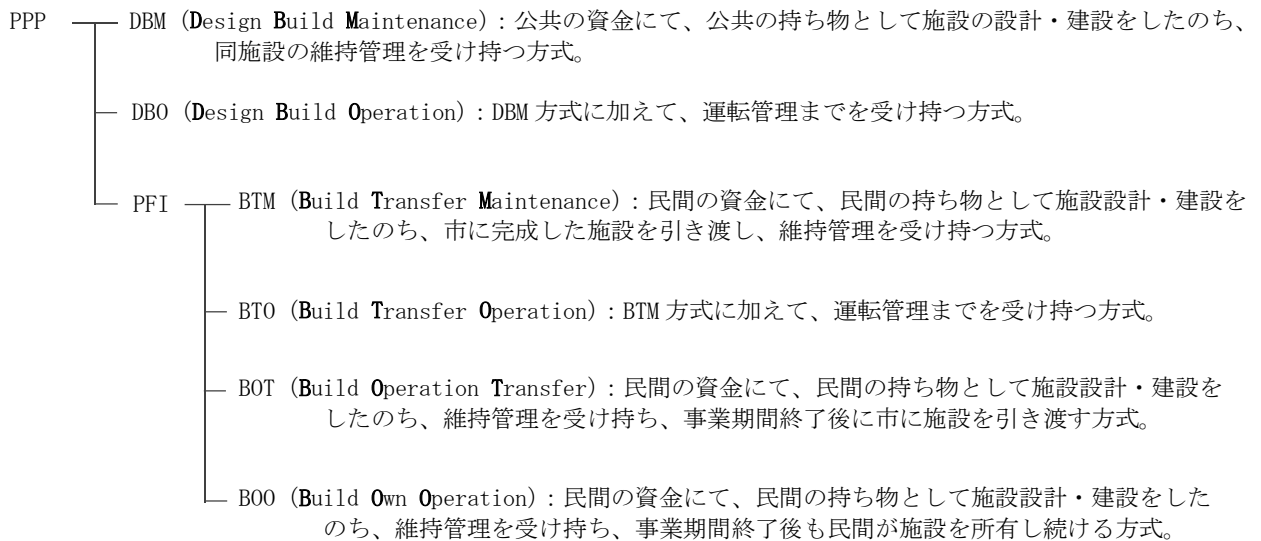 PPP DBM (Design Build Maintenance):公共の資金にて、公共の持ち物として施設の設計・建設をしたのち、
同施設の維持管理を受け持つ方式。
DBO (Design Build Operation):DBM 方式に加えて、運転管理までを受け持つ方式。
PFI BTM (Build Transfer Maintenance):民間の資金にて、民間の持ち物として施設設計・建設を
したのち、市に完成した施設を引き渡し、維持管理を受け持つ方式。
BTO (Build Transfer Operation):BTM 方式に加えて、運転管理までを受け持つ方式。
BOT (Build Operation Transfer):民間の資金にて、民間の持ち物として施設設計・建設を
したのち、維持管理を受け持ち、事業期間終了後に市に施設を引き渡す方式。
BOO (Build Own Operation):民間の資金にて、民間の持ち物として施設設計・建設をした
のち、維持管理を受け持ち、事業期間終了後も民間が施設を所有し続ける方式。